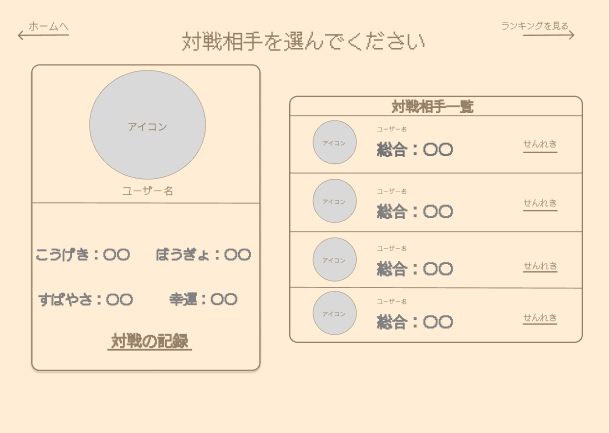 ホームへ
ランキングを見る
対戦相手を選んでください
アイコン
ユーザー名
こうげき：〇〇 ぼうぎょ：〇〇
すばやさ：〇〇 幸運：〇〇
対戦の記録
対戦相手一覧
アイコン
ユーザー名
総合：〇〇
せんれき
アイコン
ユーザー名
総合：〇〇
せんれき
アイコン
ユーザー名
総合：〇〇
せんれき
アイコン
ユーザー名
総合：〇〇
せんれき